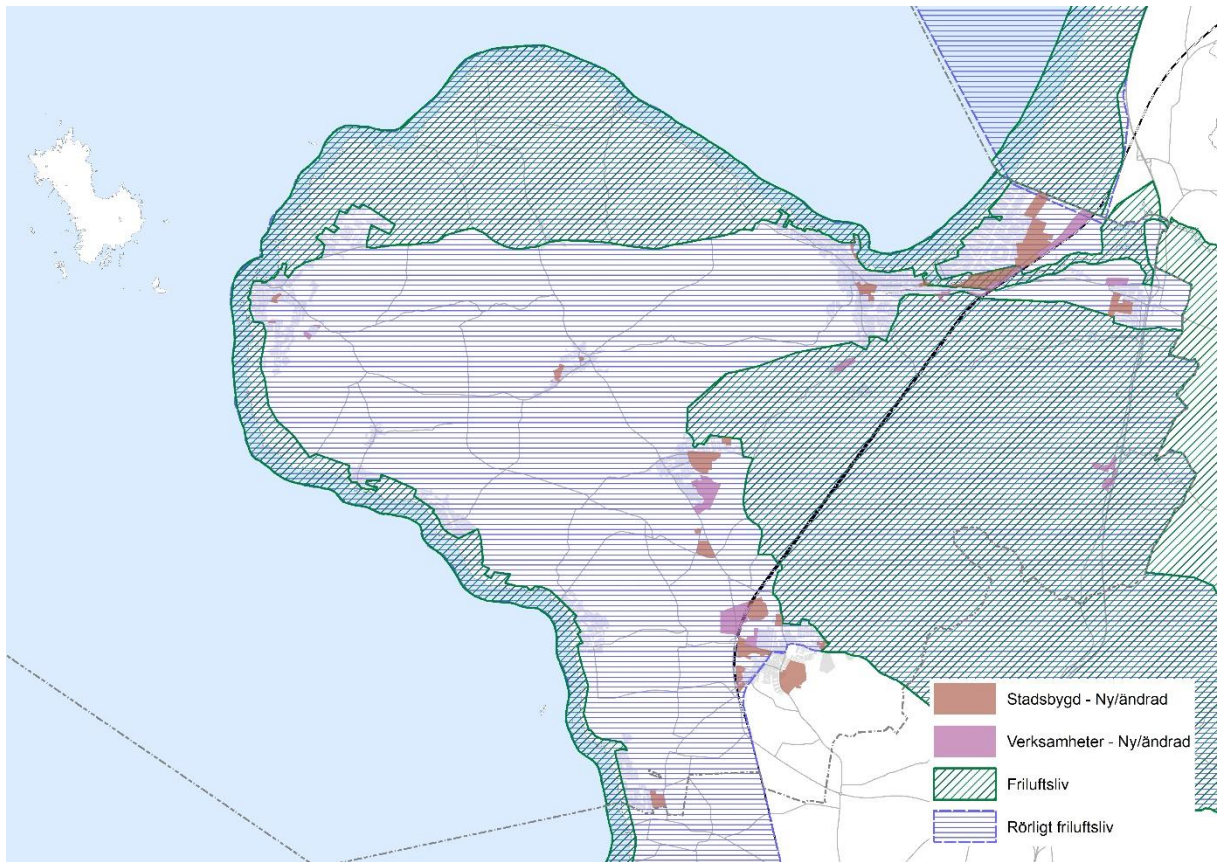 Stadsbygd - Ny/ändrad
Verksamheter - Ny/ändrad
Friluftsliv
Rörligt friluftsliv